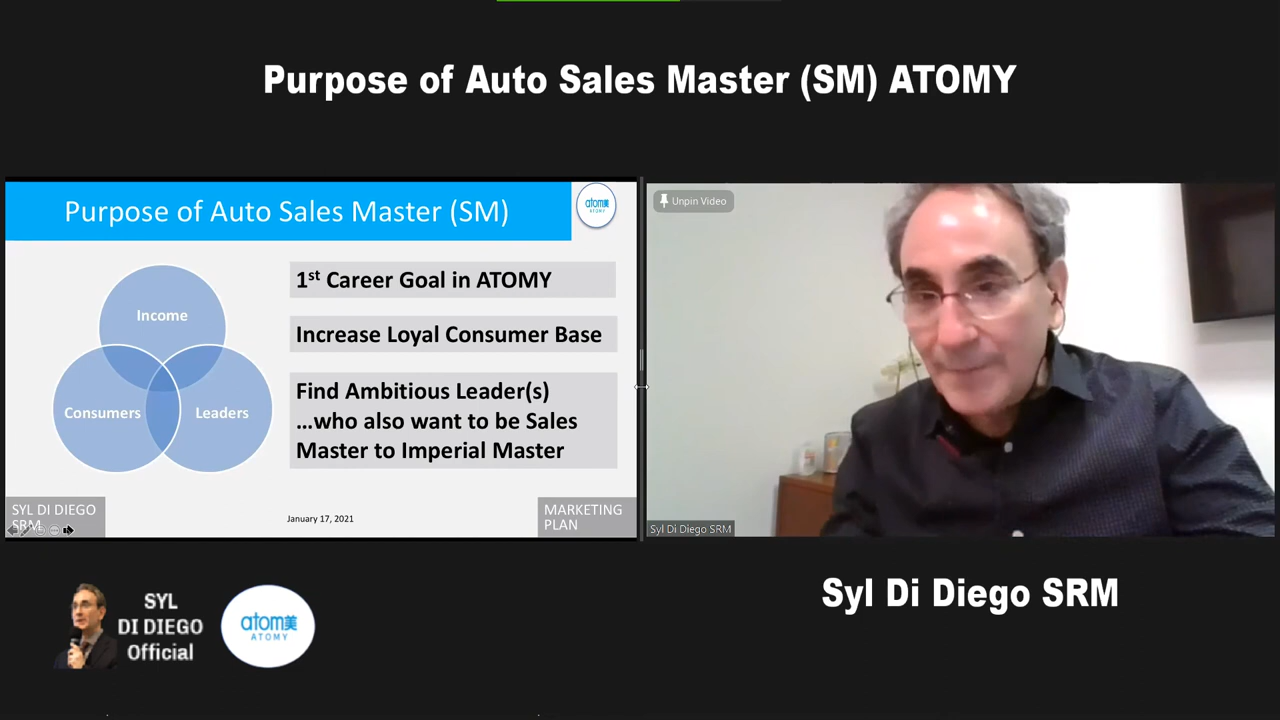 Purpose of Auto Sales Master (SM) ATOMY
Purpose of Auto Sales Master (SM)
atom美
ATOMY
Income
Consumers
Leaders
1st Career Goal in ATOMY
Increase Loyal Consumer Base
Find Ambitious Leader(s)
...who also want to be Sales
Master to Imperial Master
SYL DI DIEGO
SRM
January 17, 2021
MARKETING
PLAN
Unpin Video
Syl Di Diego SRM
Syl Di Diego SRM
SYL
DI DIEGO
Official
atom美
ATOMY